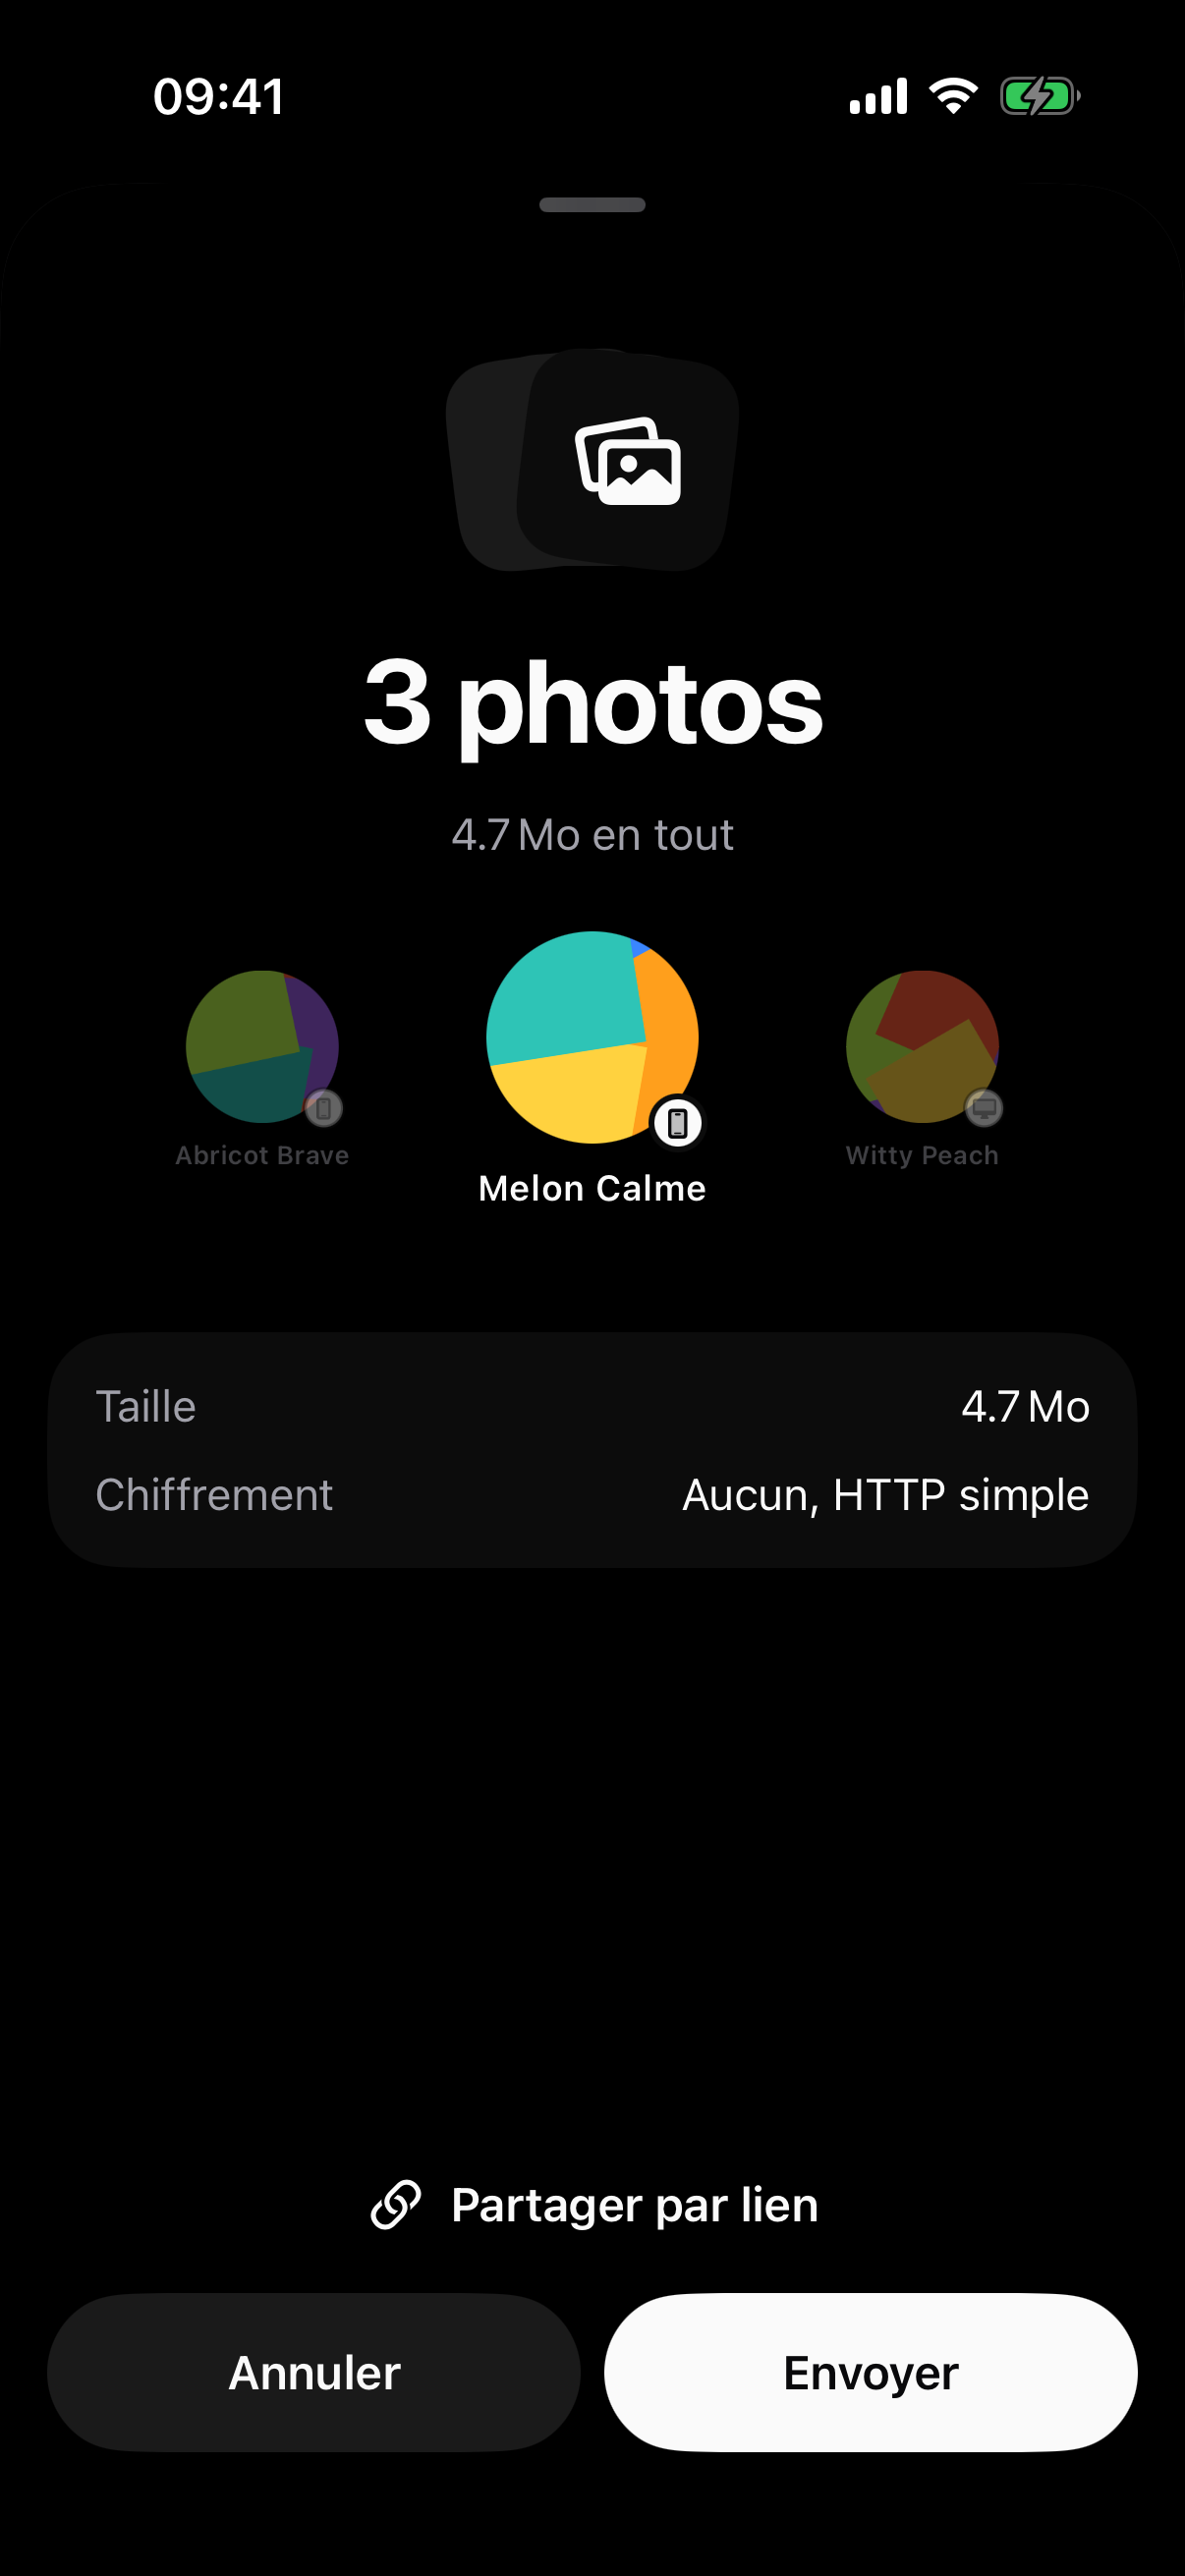 09:41
3 photos
4.7 Mo en tout
Abricot Brave
Melon Calme
Witty Peach
Taille 4.7 Mo
Chiffrement Aucun, HTTP simple
Partager par lien
Annuler Envoyer